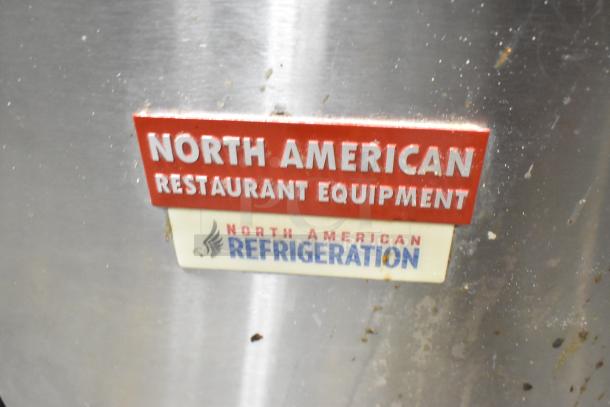 NORTH AMERICAN
RESTAURANT EQUIPMENT
NORTH AMERICAN
REFRIGERATION